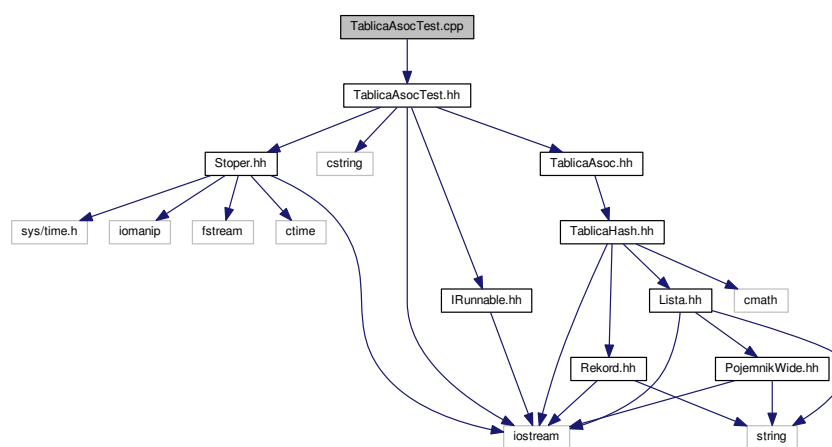 TablicaAsocTest.cpp
TablicaAsocTest.hh
Stoper.hh
cstring
TablicaAsoc.hh
sys/time.h
iomanip
fstream
ctime
TablicaHash.hh
IRunnable.hh
Lista.hh
cmath
Rekord.hh
PojemnikWide.hh
iostream
string